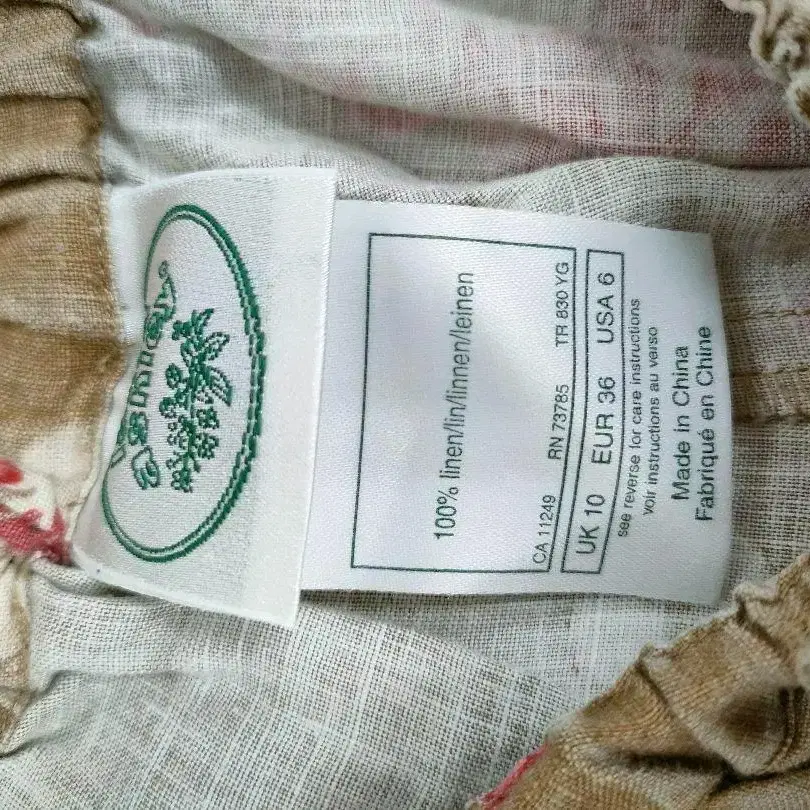 100% linen/lin/linnen/leinen
CA 11249 RN 73785 TR 830 YG
UK 10 EUR 36 USA 6
see reverse for care instructions
voir instructions au verso
Made in China
Fabriqué en Chine